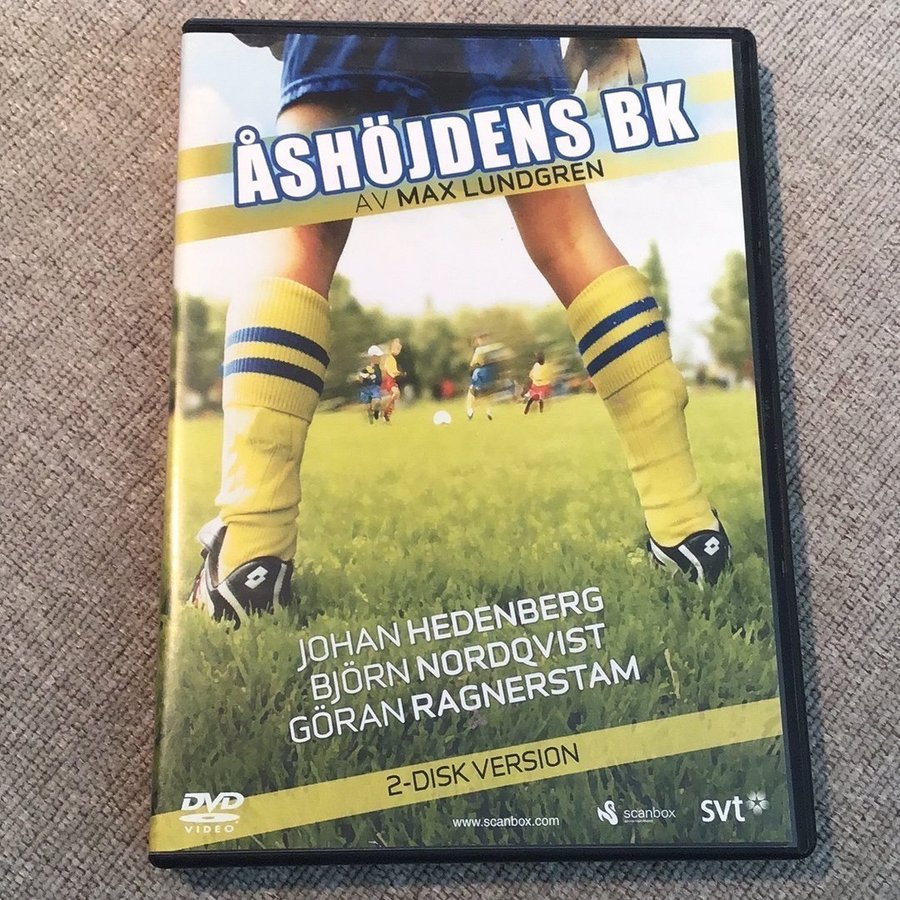 ÅSHÖJDENS BK
AV MAX LUNDGREN
JOHAN HEDENBERG
BJÖRN NORDQVIST
GÖRAN RAGNERSTAM
2-DISK VERSION
DVD
VIDEO
www.scanbox.com
scanbox
svt